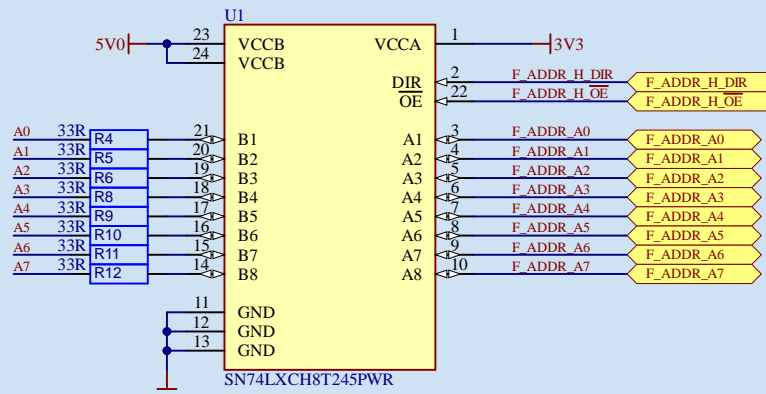 U1
5V0 23 VCCB VCCA 1 3V3
24 VCCB
DIR 2 F_ADDR_H_DIR F_ADDR_H_DIR
OE 22 F_ADDR_H_OE F_ADDR_H_OE
A0 33R R4 21 B1 A1 3 F_ADDR_A0 F_ADDR_A0
A1 33R R5 20 B2 A2 4 F_ADDR_A1 F_ADDR_A1
A2 33R R6 19 B3 A3 5 F_ADDR_A2 F_ADDR_A2
A3 33R R8 18 B4 A4 6 F_ADDR_A3 F_ADDR_A3
A4 33R R9 17 B5 A5 7 F_ADDR_A4 F_ADDR_A4
A5 33R R10 16 B6 A6 8 F_ADDR_A5 F_ADDR_A5
A6 33R R11 15 B7 A7 9 F_ADDR_A6 F_ADDR_A6
A7 33R R12 14 B8 A8 10 F_ADDR_A7 F_ADDR_A7
11 GND
12 GND
13 GND
SN74LXCH8T245PWR